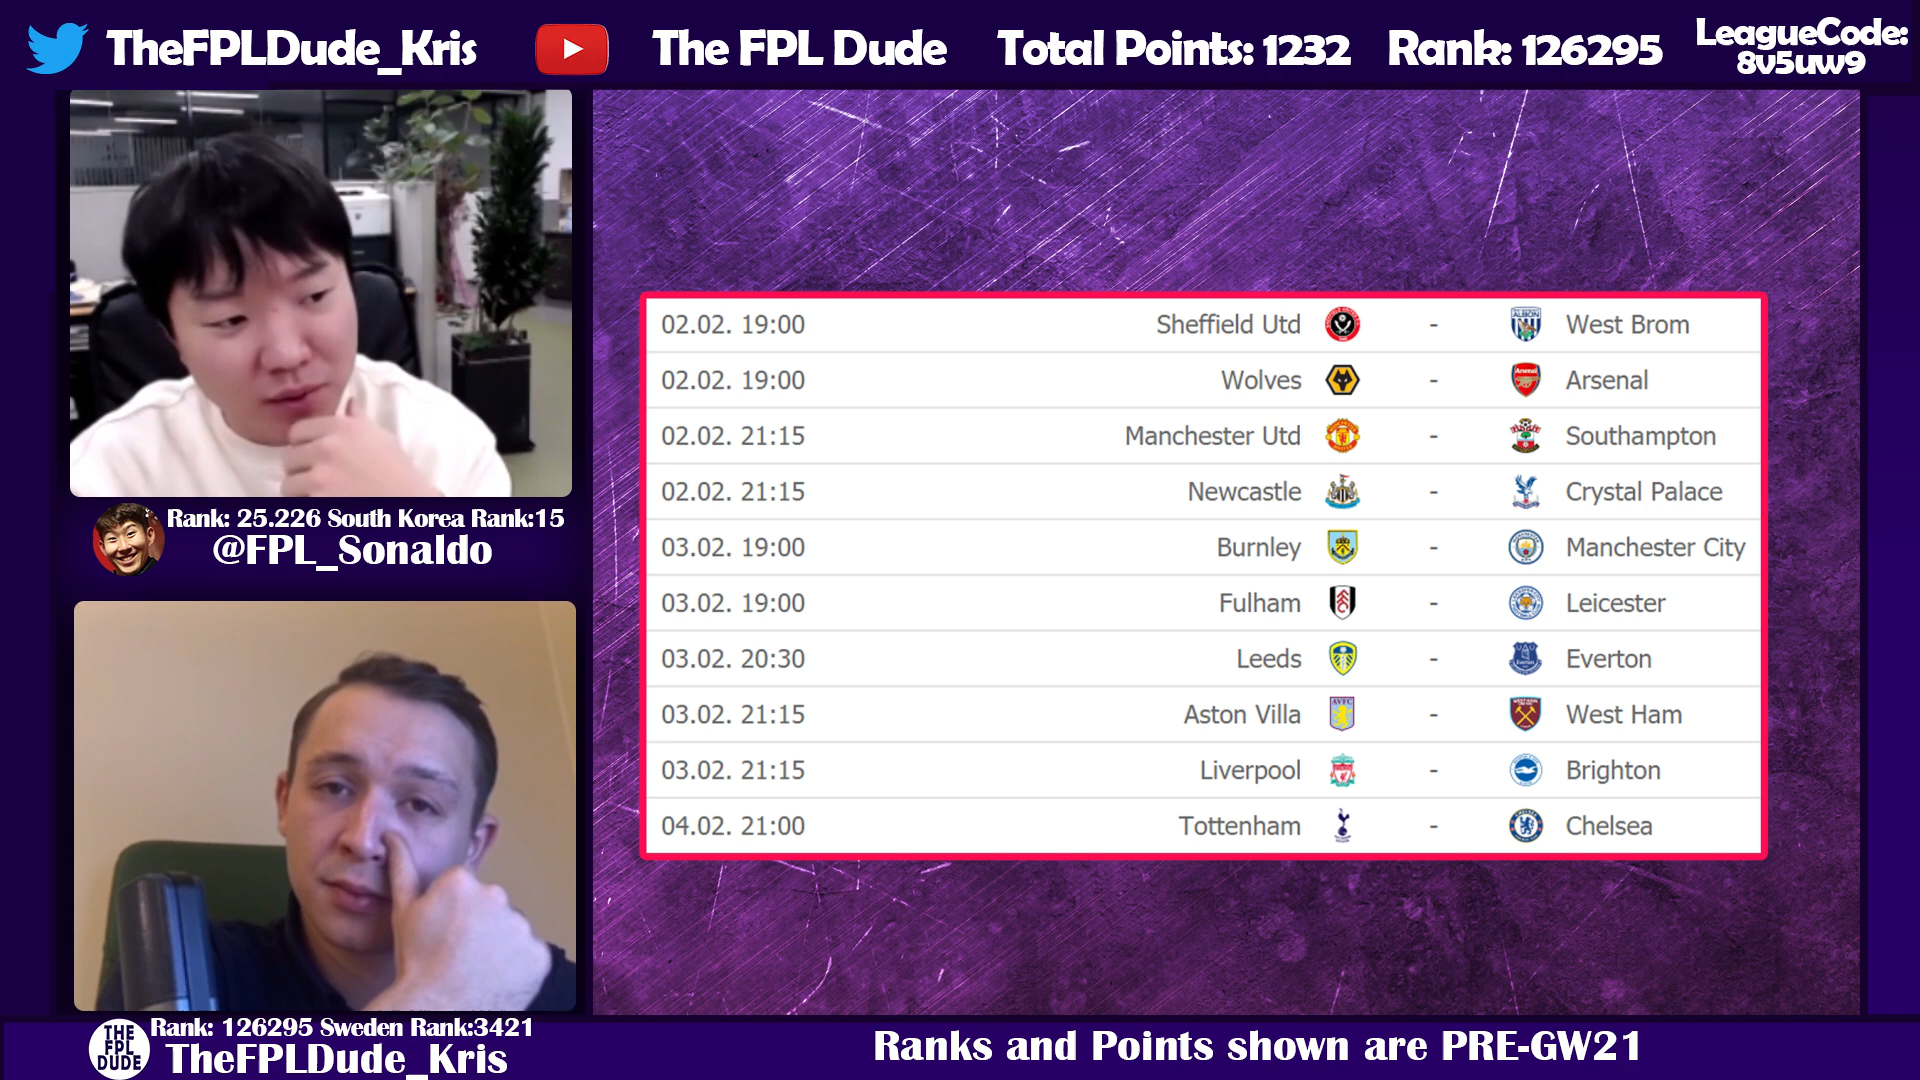 TheFPLDude_Kris
The FPL Dude
Total Points: 1232
Rank: 126295
LeagueCode:
8v5uw9
Rank: 25.226 South Korea Rank:15
@FPL_Sonaldo
02.02. 19:00 Sheffield Utd - West Brom
02.02. 19:00 Wolves - Arsenal
02.02. 21:15 Manchester Utd - Southampton
02.02. 21:15 Newcastle - Crystal Palace
03.02. 19:00 Burnley - Manchester City
03.02. 19:00 Fulham - Leicester
03.02. 20:30 Leeds - Everton
03.02. 21:15 Aston Villa - West Ham
03.02. 21:15 Liverpool - Brighton
04.02. 21:00 Tottenham - Chelsea
THE
FPL
DUDE
Rank: 126295 Sweden Rank:3421
TheFPLDude_Kris
Ranks and Points shown are PRE-GW21